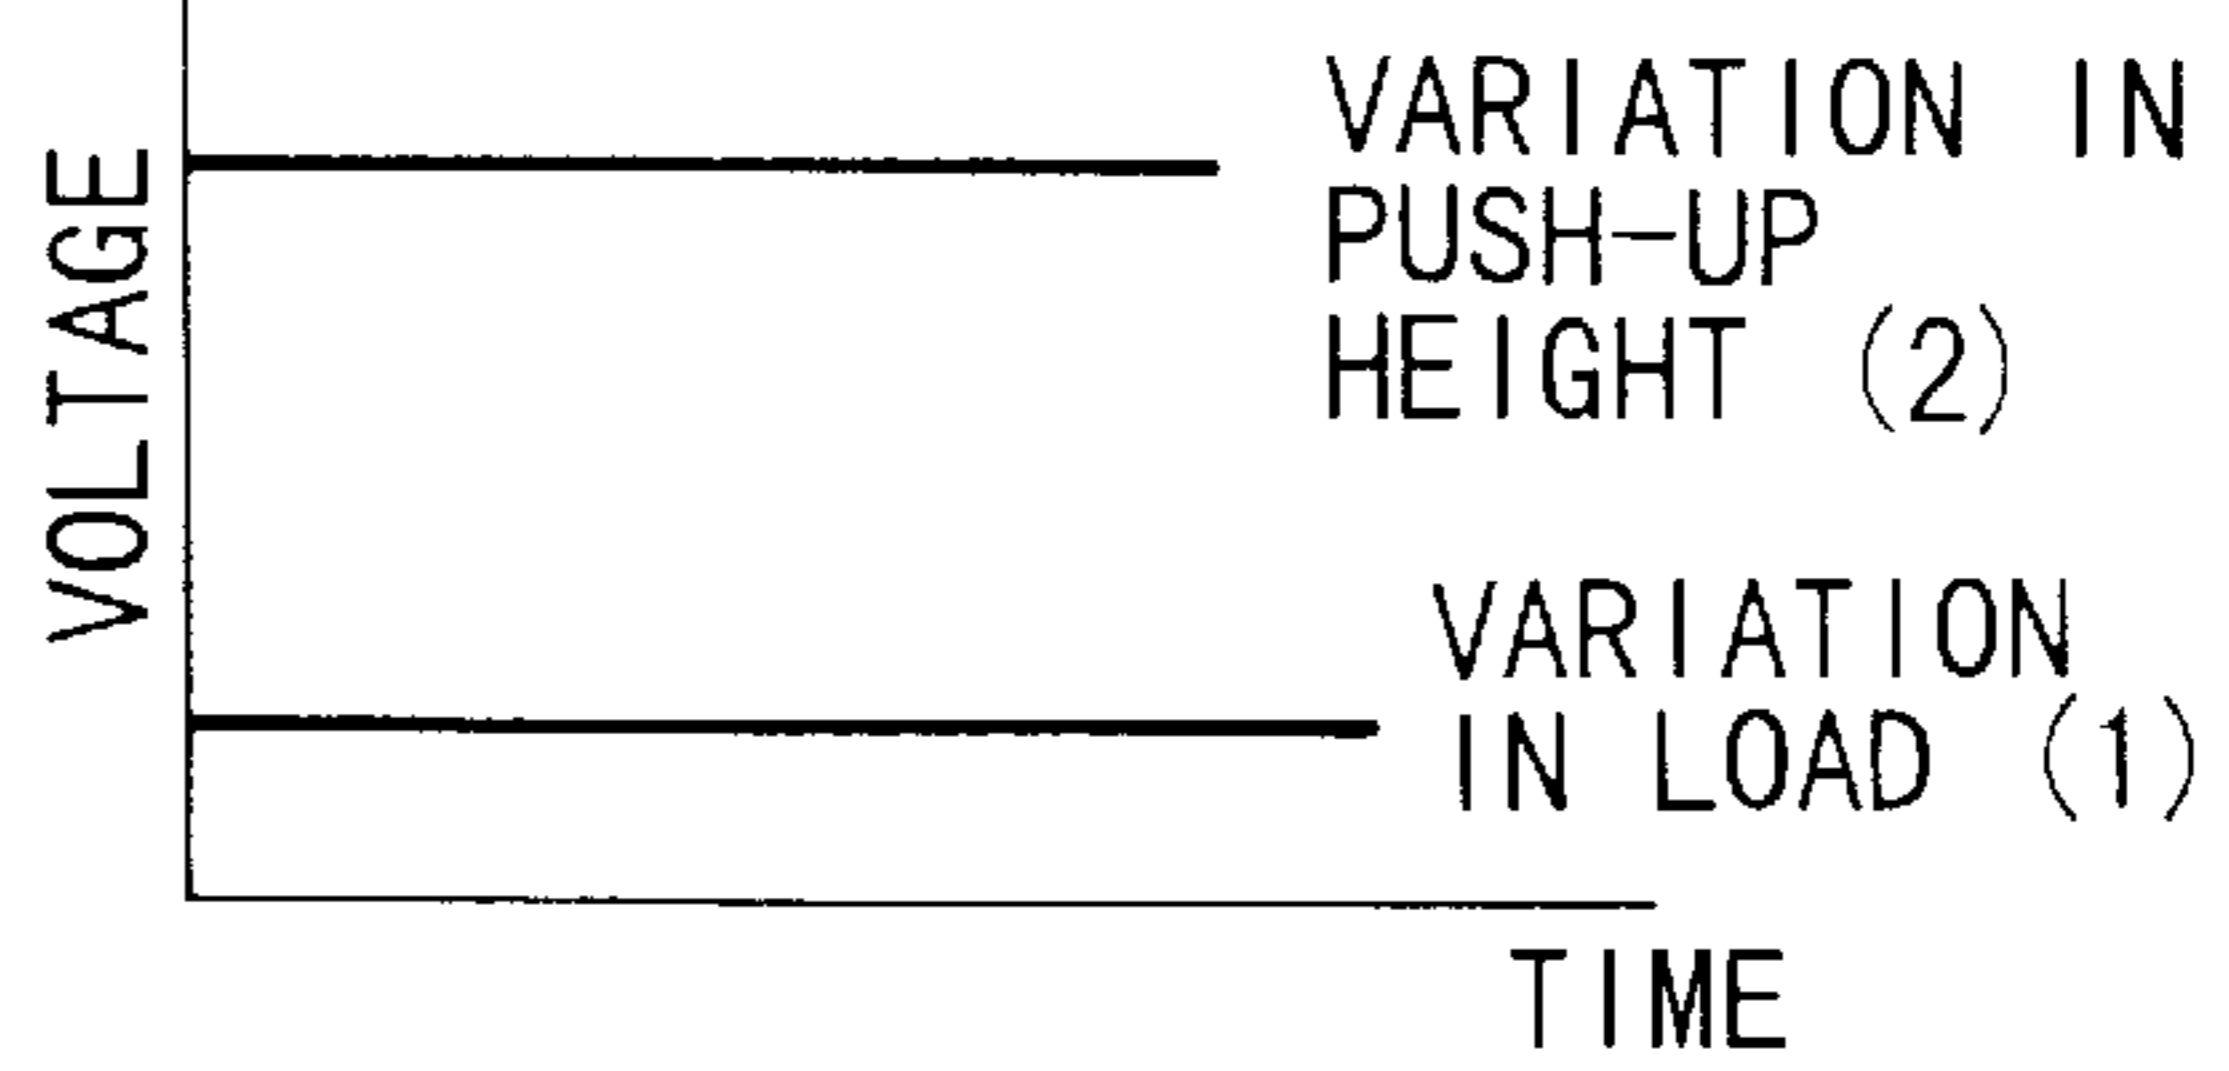 VOLTAGE
VARIATION IN
PUSH-UP
HEIGHT (2)
VARIATION
IN LOAD (1)
TIME